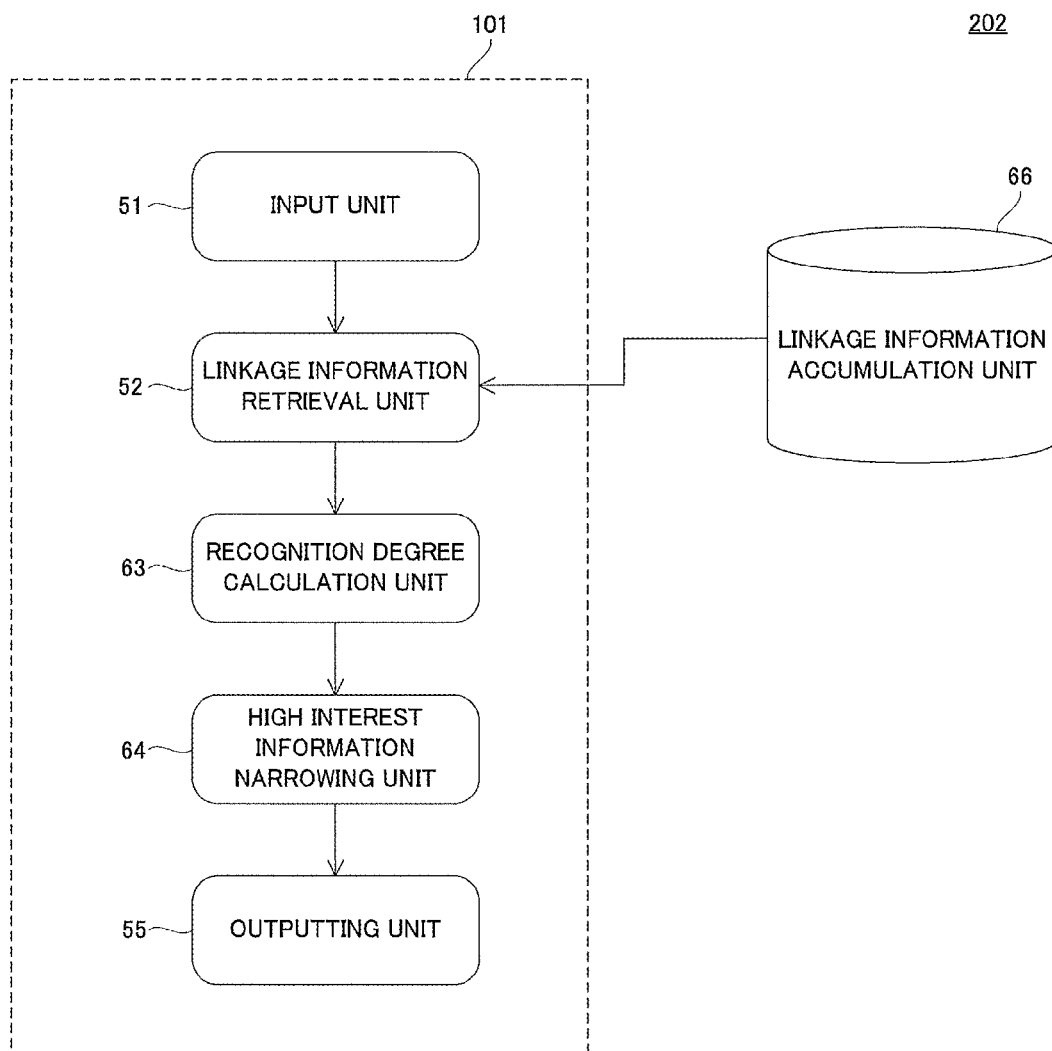 101
202
51
INPUT UNIT
66
52
LINKAGE INFORMATION
RETRIEVAL UNIT
LINKAGE INFORMATION
ACCUMULATION UNIT
63
RECOGNITION DEGREE
CALCULATION UNIT
64
HIGH INTEREST
INFORMATION
NARROWING UNIT
55
OUTPUTTING UNIT